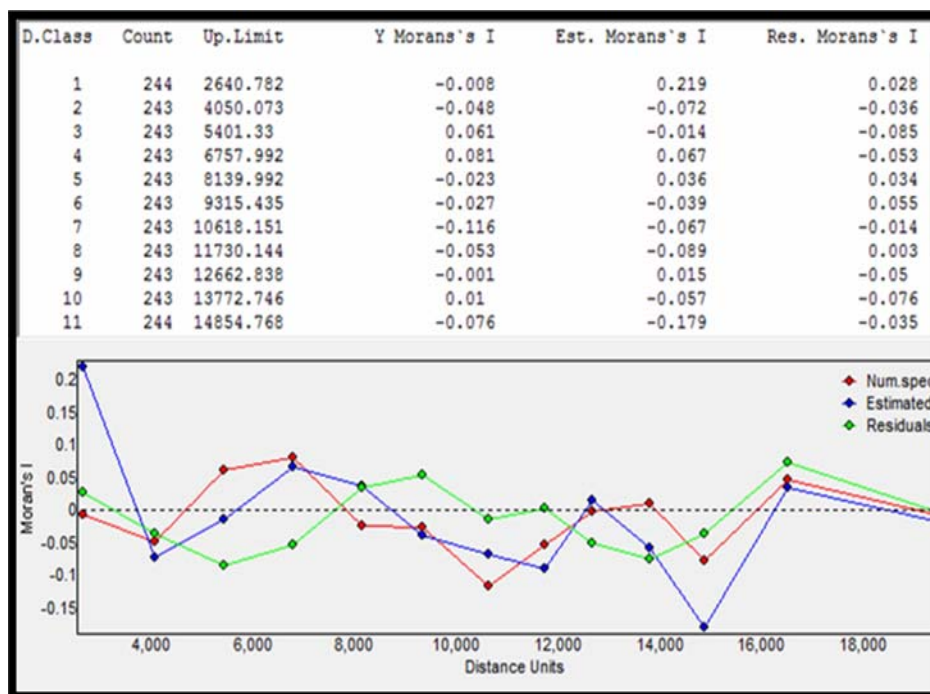 D.Class Count Up.Limit Y Morans`s I Est. Morans`s I Res. Morans`s I
1 244 2640.782 -0.008 0.219 0.028
2 243 4050.073 -0.048 -0.072 -0.036
3 243 5401.33 0.061 -0.014 -0.085
4 243 6757.992 0.081 0.067 -0.053
5 243 8139.992 -0.023 0.036 0.034
6 243 9315.435 -0.027 -0.039 0.055
7 243 10618.151 -0.116 -0.067 -0.014
8 243 11730.144 -0.053 -0.089 0.003
9 243 12662.838 -0.001 0.015 -0.05
10 243 13772.746 0.01 -0.057 -0.076
11 244 14854.768 -0.076 -0.179 -0.035
0.2
0.15
0.1
0.05
0
-0.05
-0.1
-0.15
Moran's I
Num.spec
Estimated
Residuals
4,000 6,000 8,000 10,000 12,000 14,000 16,000 18,000
Distance Units